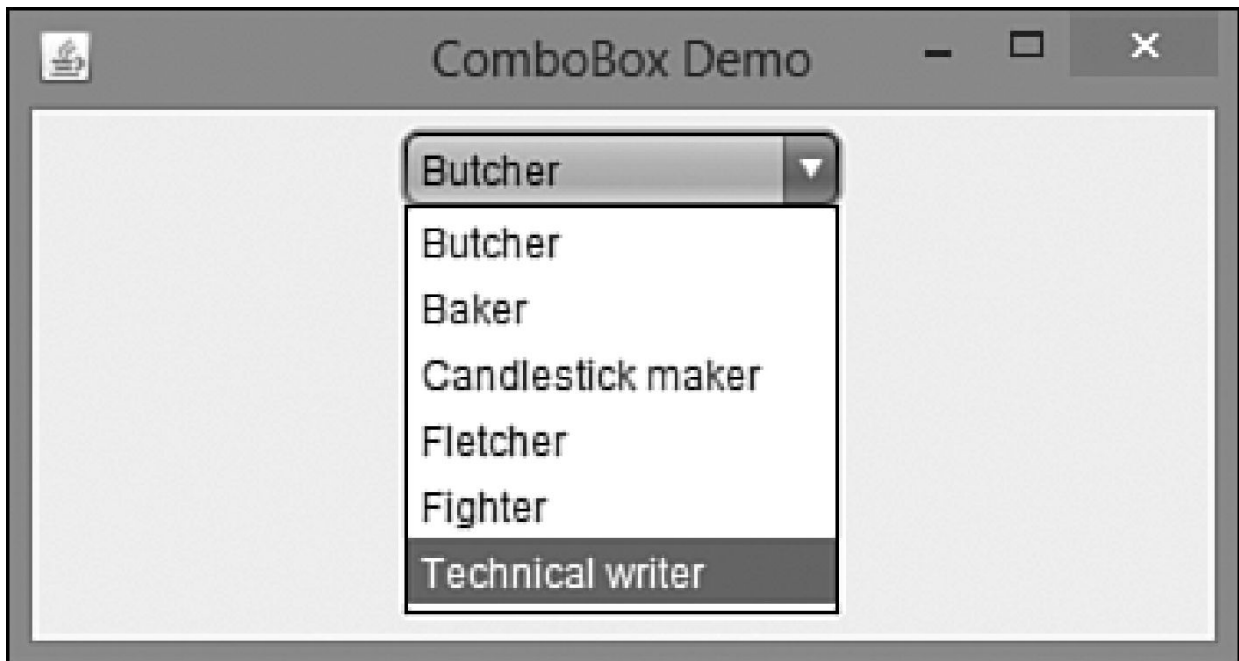 ComboBox Demo
Butcher
Butcher
Baker
Candlestick maker
Fletcher
Fighter
Technical writer